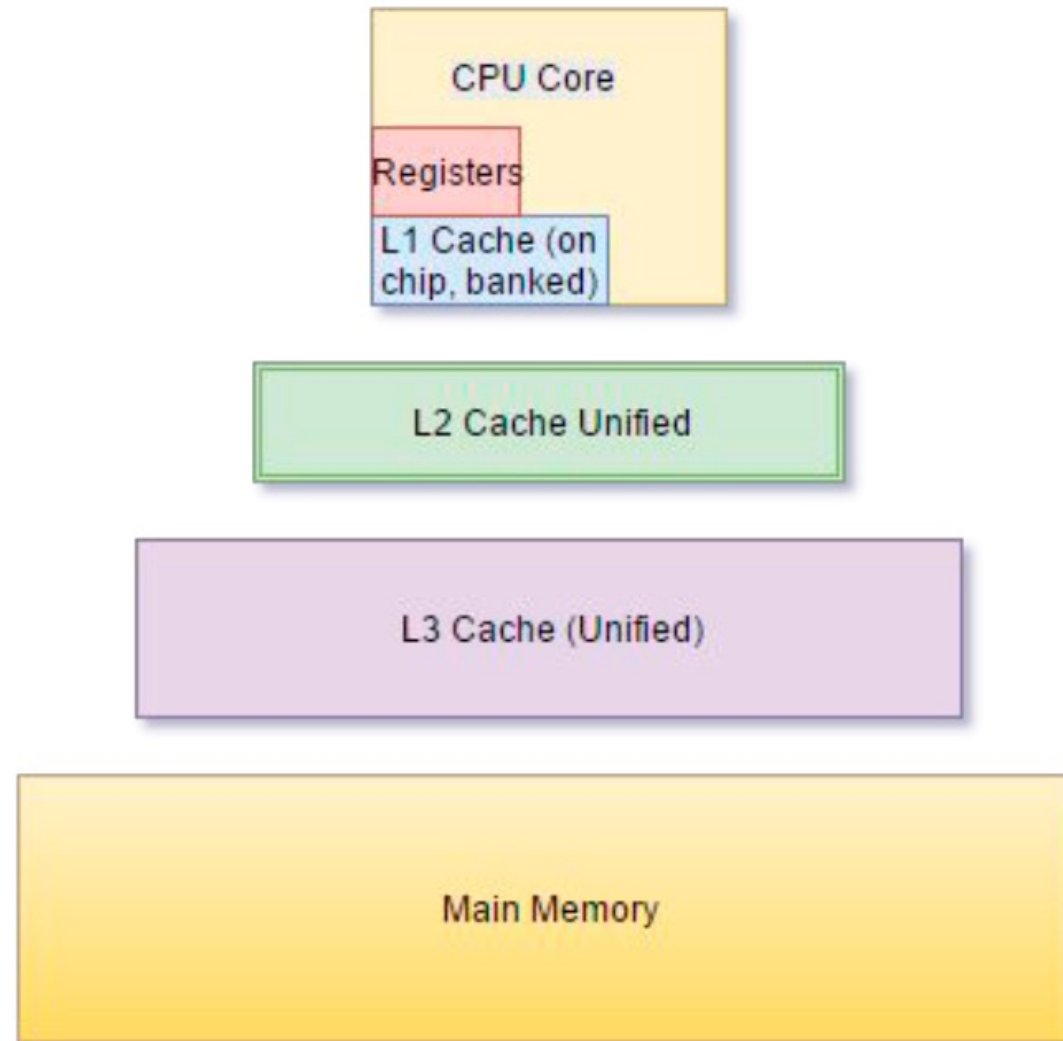 CPU Core
Registers
L1 Cache (on
chip, banked)
L2 Cache Unified
L3 Cache (Unified)
Main Memory